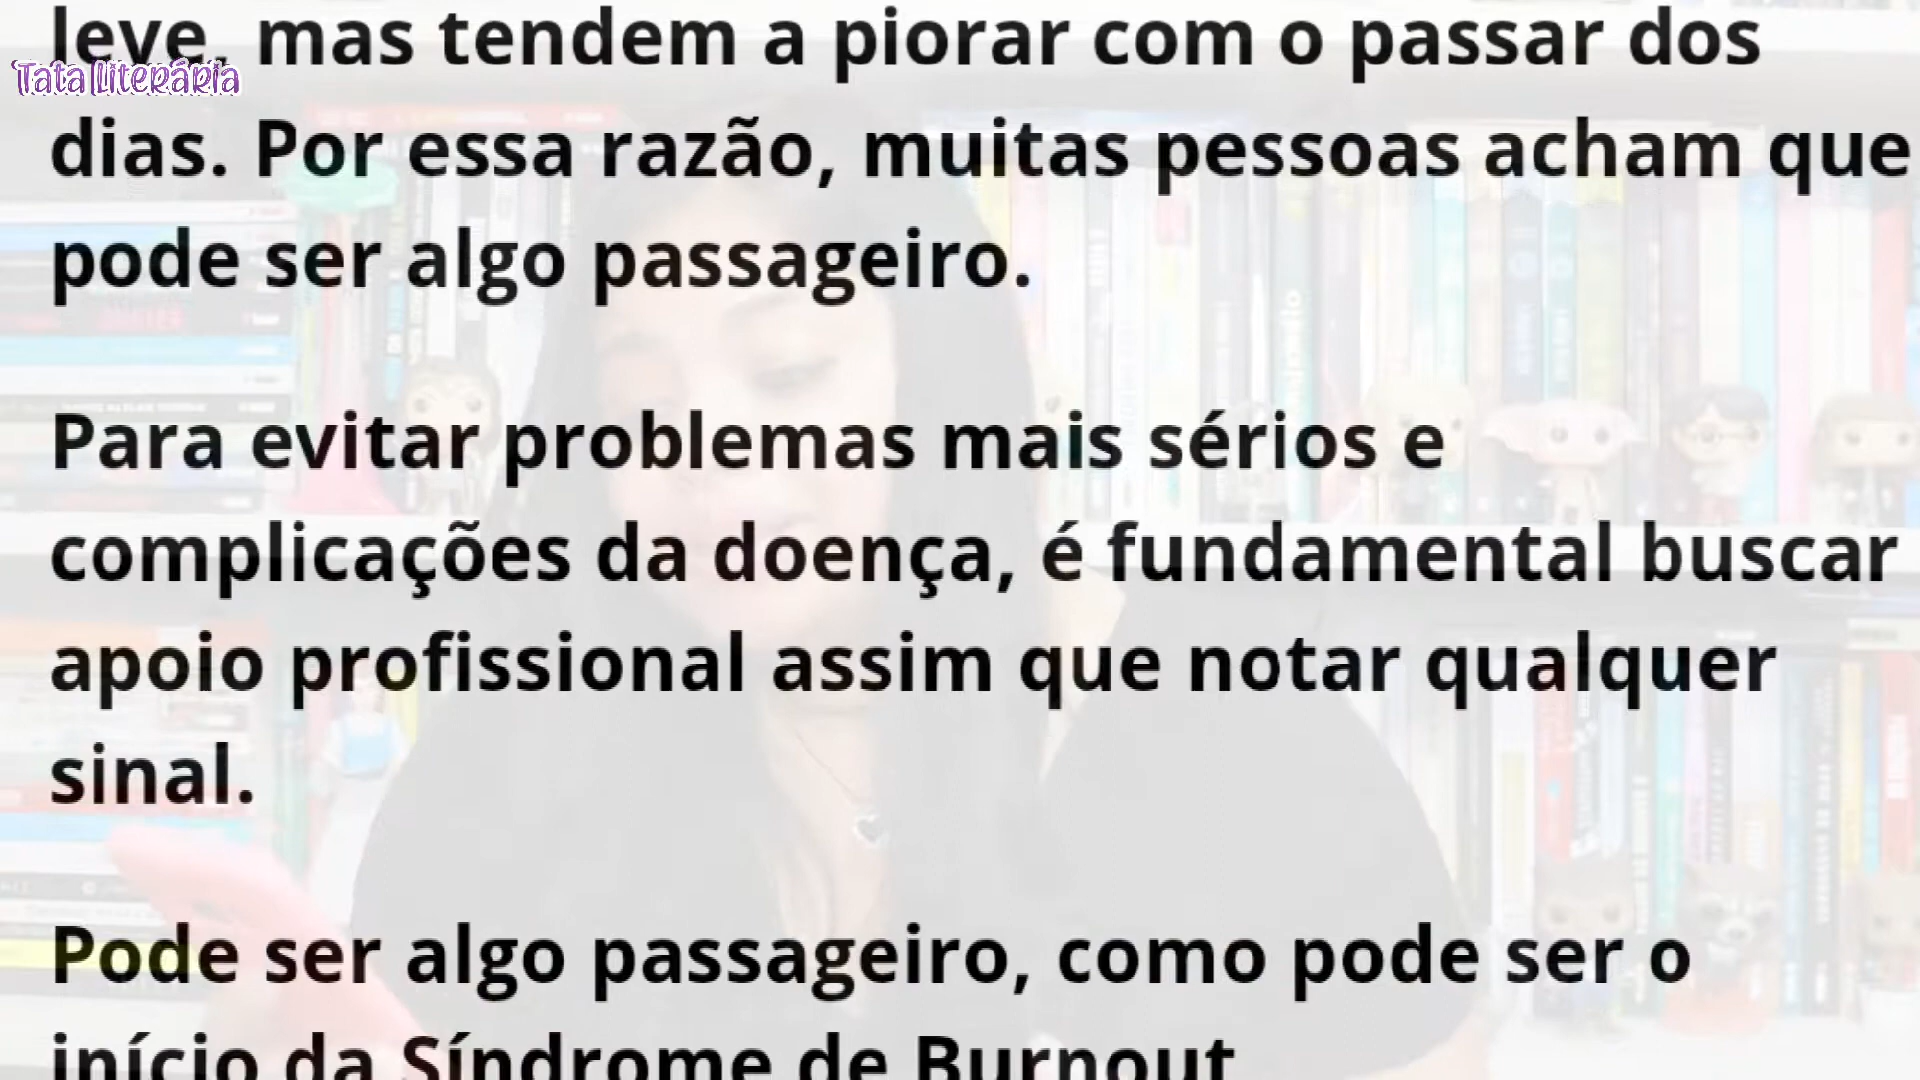 leve, mas tendem a piorar com o passar dos
Tata Literária
dias. Por essa razão, muitas pessoas acham que
pode ser algo passageiro.
Para evitar problemas mais sérios e
complicações da doença, é fundamental buscar
apoio profissional assim que notar qualquer
sinal.
Pode ser algo passageiro, como pode ser o
início da Síndrome de Burnout